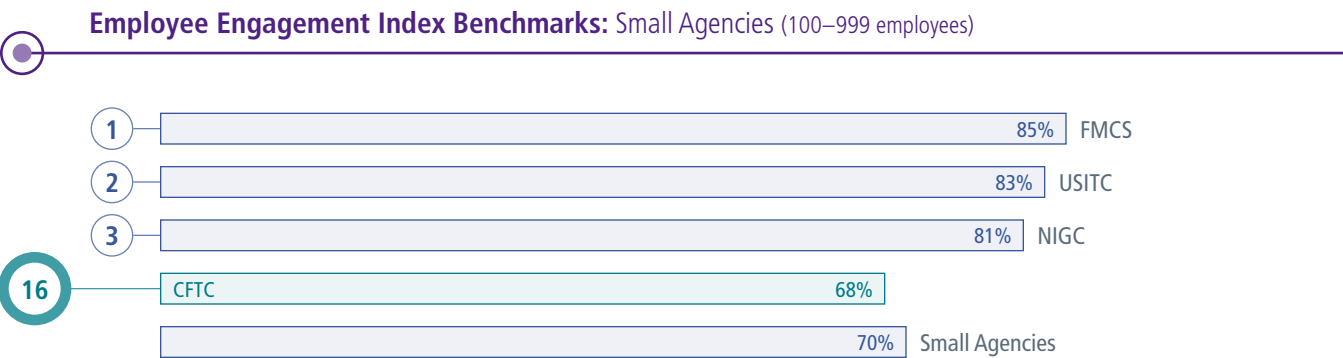 Employee Engagement Index Benchmarks: Small Agencies (100–999 employees)
1 85% FMCS
2 83% USITC
3 81% NIGC
16 CFTC 68%
70% Small Agencies